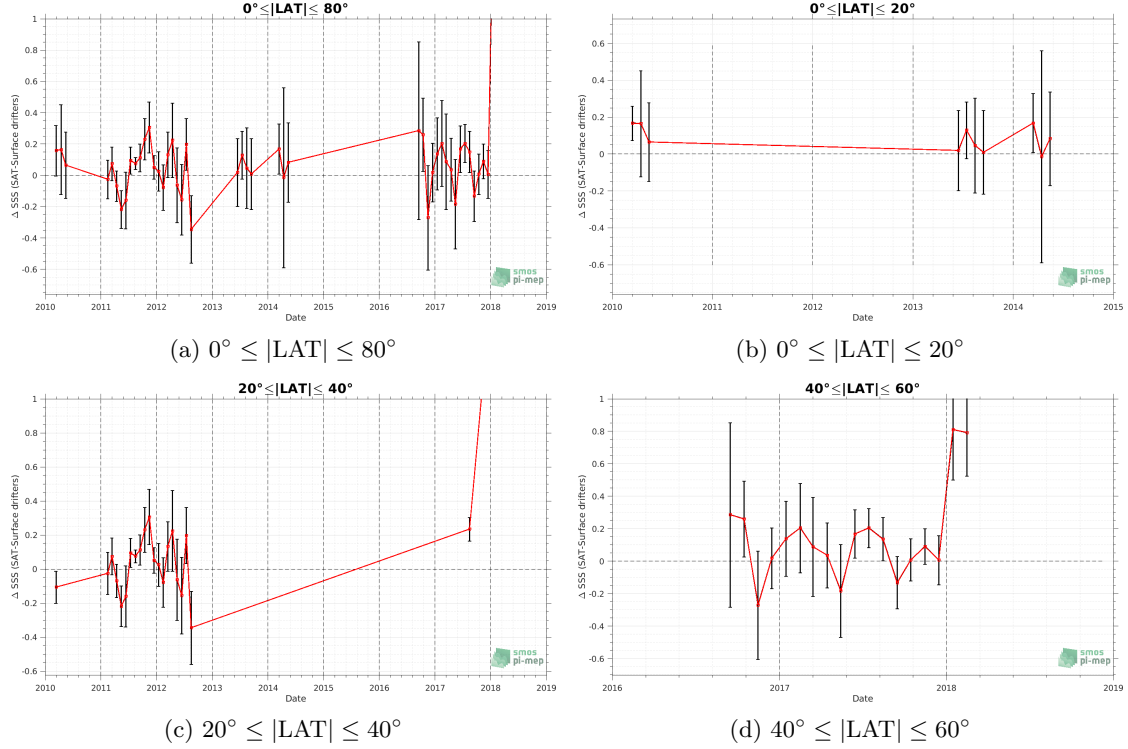 0°≤|LAT|≤ 80°
Δ SSS (SAT-Surface drifters)
1
0.8
0.6
0.4
0.2
0
-0.2
-0.4
-0.6
2010 2011 2012 2013 2014 2015 2016 2017 2018 2019
Date
smos
pi-mep
(a) 0° ≤ |LAT| ≤ 80°
0°≤|LAT|≤ 20°
Δ SSS (SAT-Surface drifters)
0.6
0.4
0.2
0
-0.2
-0.4
-0.6
2010 2011 2012 2013 2014 2015
Date
smos
pi-mep
(b) 0° ≤ |LAT| ≤ 20°
20°≤|LAT|≤ 40°
Δ SSS (SAT-Surface drifters)
1
0.8
0.6
0.4
0.2
0
-0.2
-0.4
-0.6
2010 2011 2012 2013 2014 2015 2016 2017 2018 2019
Date
smos
pi-mep
(c) 20° ≤ |LAT| ≤ 40°
40°≤|LAT|≤ 60°
Δ SSS (SAT-Surface drifters)
1
0.8
0.6
0.4
0.2
0
-0.2
-0.4
-0.6
2016 2017 2018 2019
Date
smos
pi-mep
(d) 40° ≤ |LAT| ≤ 60°